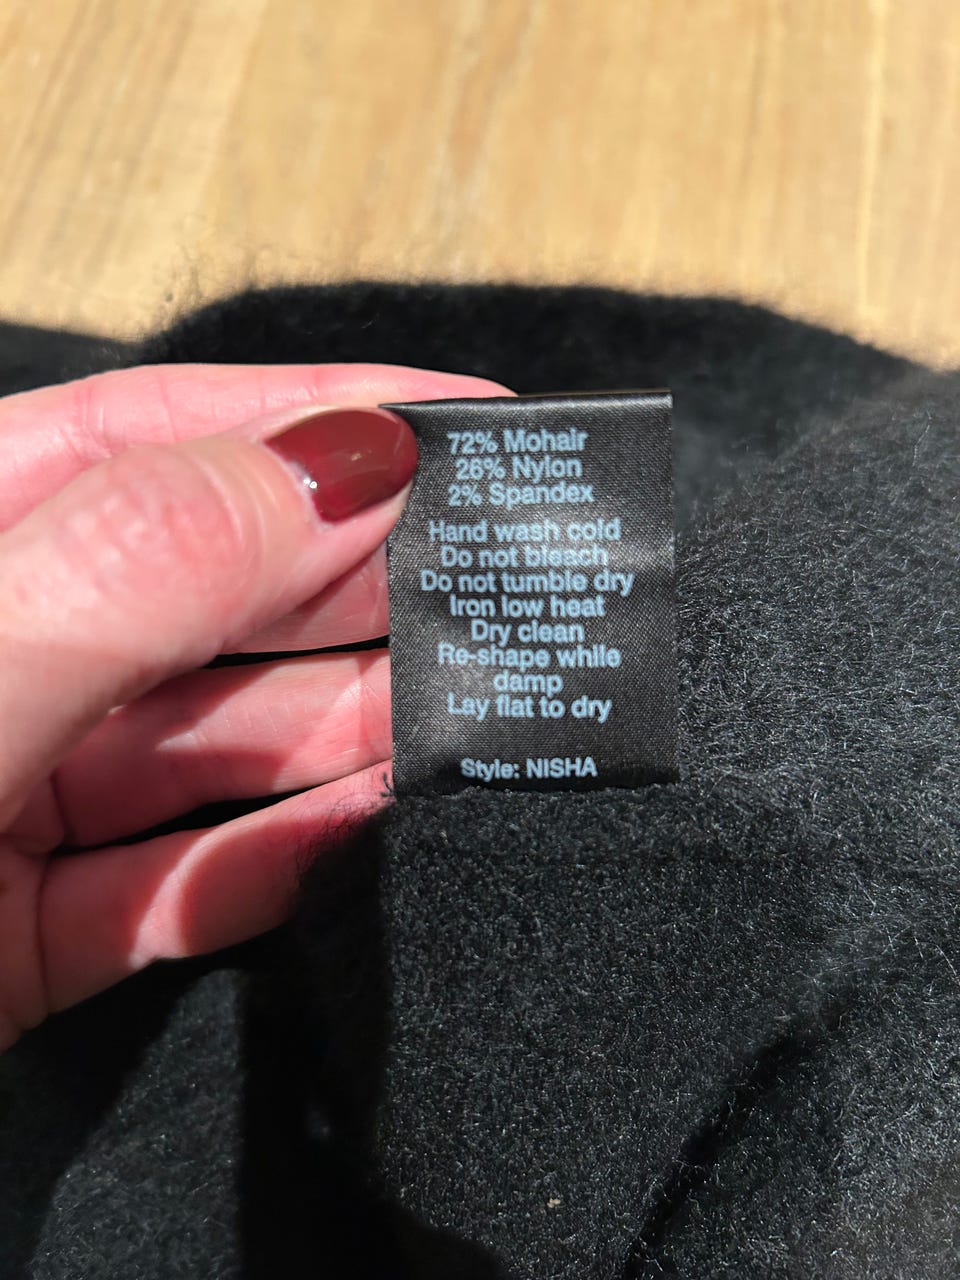 72% Mohair
26% Nylon
2% Spandex
Hand wash cold
Do not bleach
Do not tumble dry
Iron low heat
Dry clean
Re-shape while
damp
Lay flat to dry
Style: NISHA